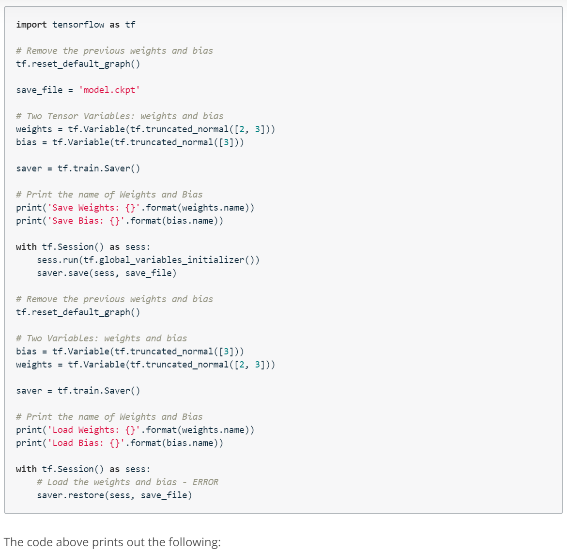 import tensorflow as tf
# Remove the previous weights and bias
tf.reset_default_graph()
save_file = 'model.ckpt'
# Two Tensor Variables: weights and bias
weights = tf.Variable(tf.truncated_normal([2, 3]))
bias = tf.Variable(tf.truncated_normal([3]))
saver = tf.train.Saver()
# Print the name of Weights and Bias
print('Save Weights: {}'.format(weights.name))
print('Save Bias: {}'.format(bias.name))
with tf.Session() as sess:
    sess.run(tf.global_variables_initializer())
    saver.save(sess, save_file)
# Remove the previous weights and bias
tf.reset_default_graph()
# Two Variables: weights and bias
bias = tf.Variable(tf.truncated_normal([3]))
weights = tf.Variable(tf.truncated_normal([2, 3]))
saver = tf.train.Saver()
# Print the name of Weights and Bias
print('Load Weights: {}'.format(weights.name))
print('Load Bias: {}'.format(bias.name))
with tf.Session() as sess:
    # Load the weights and bias - ERROR
    saver.restore(sess, save_file)
The code above prints out the following: